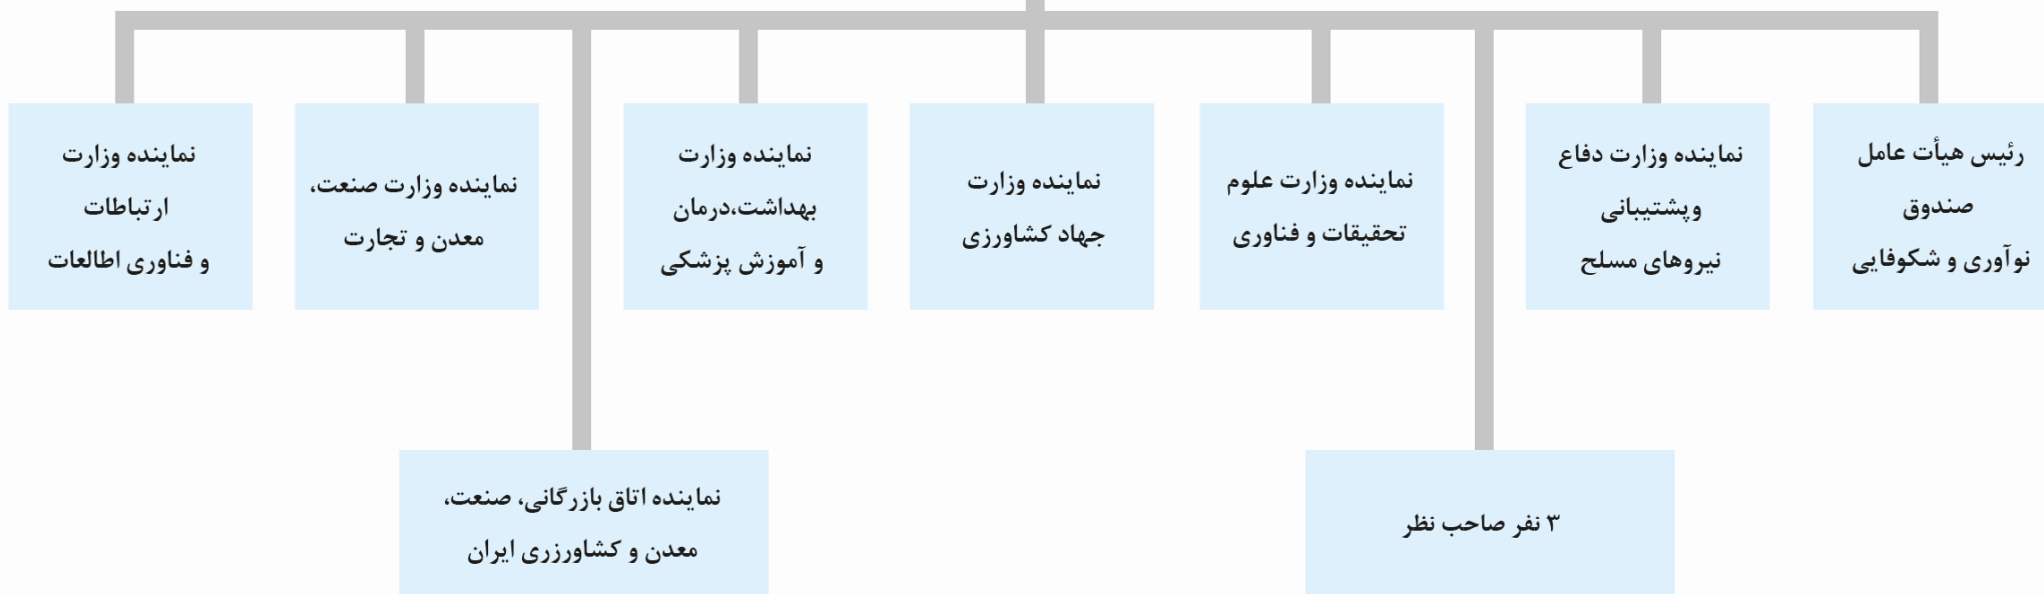 رئیس هیأت عامل
صندوق
نوآوری و شکوفایی
نماینده وزارت دفاع
وپشتیبانی
نیروهای مسلح
نماینده وزارت علوم
تحقیقات و فناوری
نماینده وزارت
جهاد کشاورزی
نماینده وزارت
بهداشت،درمان
و آموزش پزشکی
نماینده وزارت صنعت،
معدن و تجارت
نماینده وزارت
ارتباطات
و فناوری اطالعات
۳ نفر صاحب نظر
نماینده اتاق بازرگانی، صنعت،
معدن و کشاورزری ایران